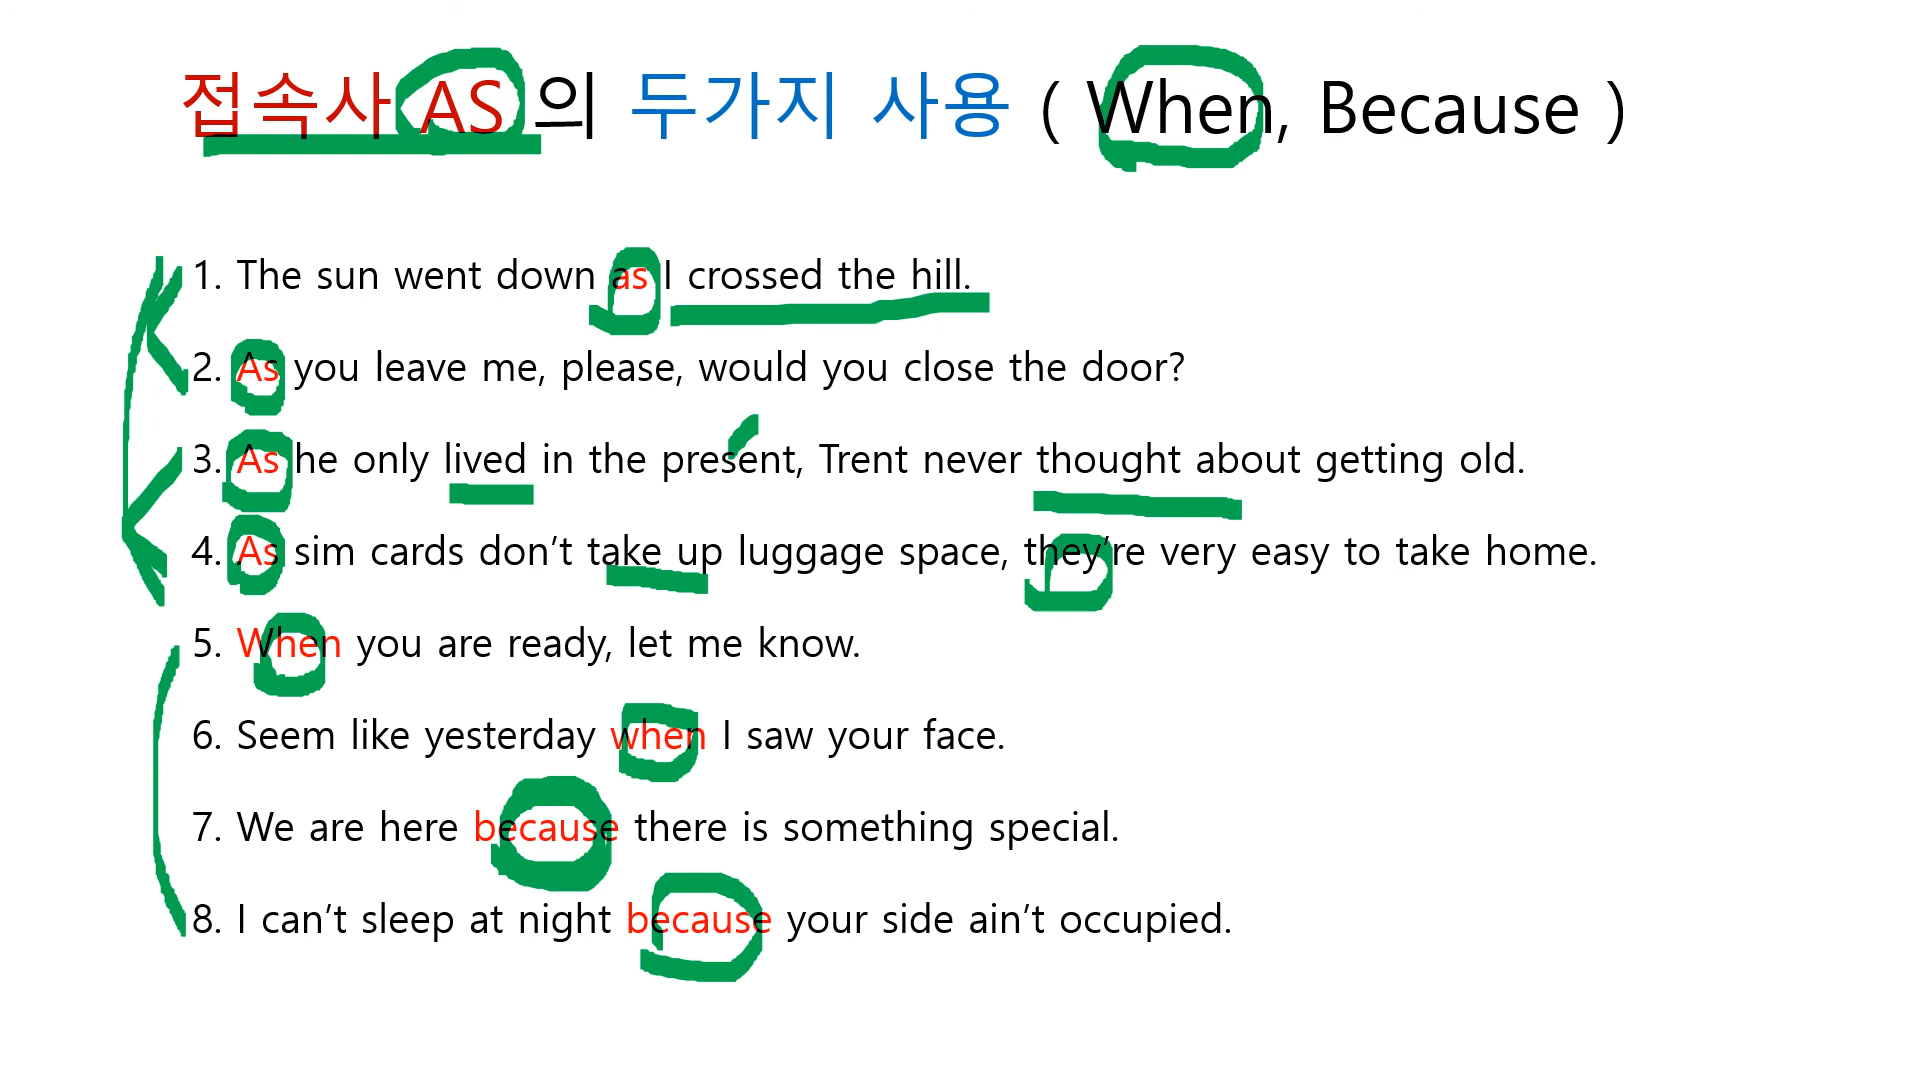 접속사 AS 의 두가지 사용 ( When, Because )
1. The sun went down as I crossed the hill.
2. As you leave me, please, would you close the door?
3. As he only lived in the present, Trent never thought about getting old.
4. As sim cards don’t take up luggage space, they’re very easy to take home.
5. When you are ready, let me know.
6. Seem like yesterday when I saw your face.
7. We are here because there is something special.
8. I can’t sleep at night because your side ain’t occupied.